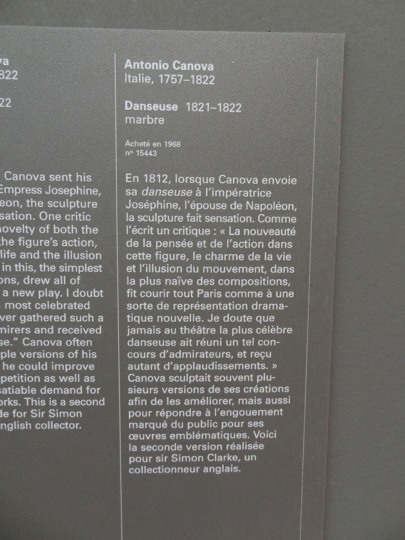 va
822
22
Canova sent his
Empress Josephine,
eon, the sculpture
sation. One critic
novelty of both the
the figure's action,
life and the illusion
in this, the simplest
ons, drew all of
a new play. I doubt
most celebrated
ver gathered such a
mirers and received
se." Canova often
ple versions of his
he could improve
petition as well as
satiable demand for
orks. This is a second
de for Sir Simon
nglish collector.
Antonio Canova
Italie, 1757–1822
Danseuse 1821–1822
marbre
Acheté en 1968
nº 15443
En 1812, lorsque Canova envoie
sa danseuse à l'impératrice
Joséphine, l'épouse de Napoléon,
la sculpture fait sensation. Comme
l'écrit un critique : « La nouveauté
de la pensée et de l'action dans
cette figure, le charme de la vie
et l'illusion du mouvement, dans
la plus naïve des compositions,
fit courir tout Paris comme à une
sorte de représentation drama-
tique nouvelle. Je doute que
jamais au théâtre la plus célèbre
danseuse ait réuni un tel con-
cours d'admirateurs, et reçu
autant d'applaudissements. »
Canova sculptait souvent plu-
sieurs versions de ses créations
afin de les améliorer, mais aussi
pour répondre à l'engouement
marqué du public pour ses
œuvres emblématiques. Voici
la seconde version réalisée
pour sir Simon Clarke, un
collectionneur anglais.